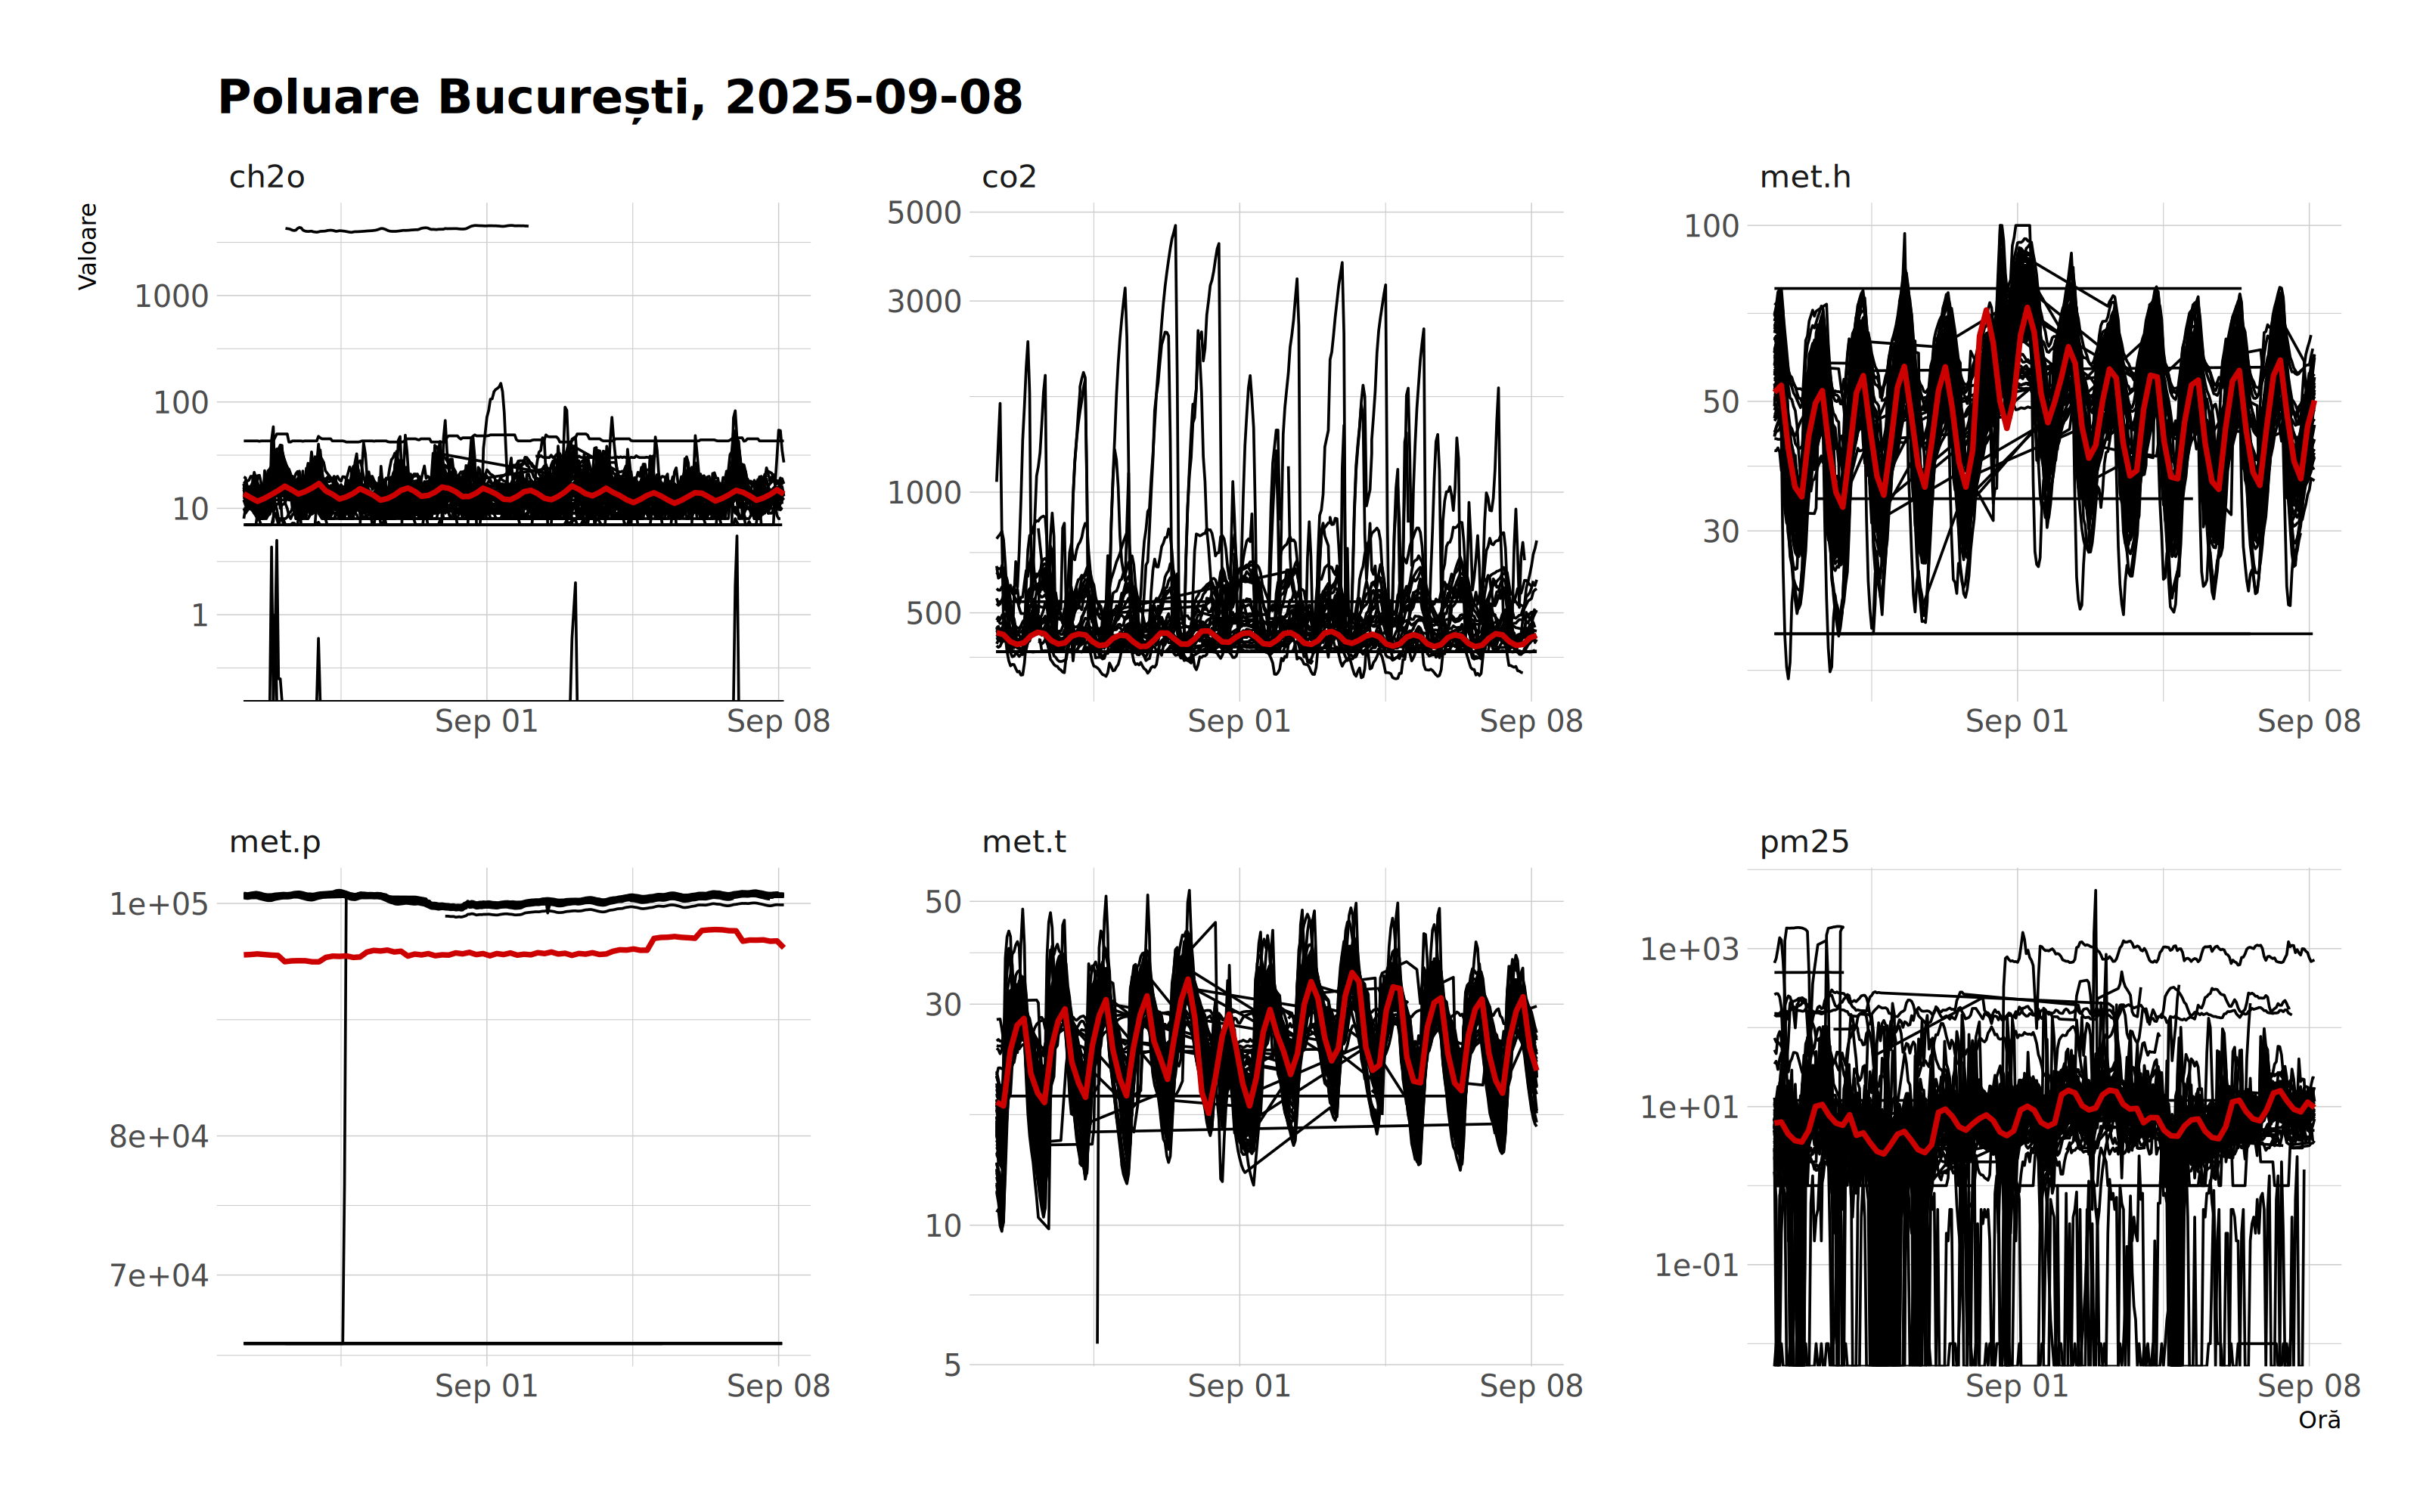 Poluare București, 2025-09-08
Valoare
ch2o
1000
100
10
1
Sep 01 Sep 08
co2
5000
3000
1000
500
Sep 01 Sep 08
met.h
100
50
30
Sep 01 Sep 08
met.p
1e+05
8e+04
7e+04
Sep 01 Sep 08
met.t
50
30
10
5
Sep 01 Sep 08
pm25
1e+03
1e+01
1e-01
Sep 01 Sep 08
Oră